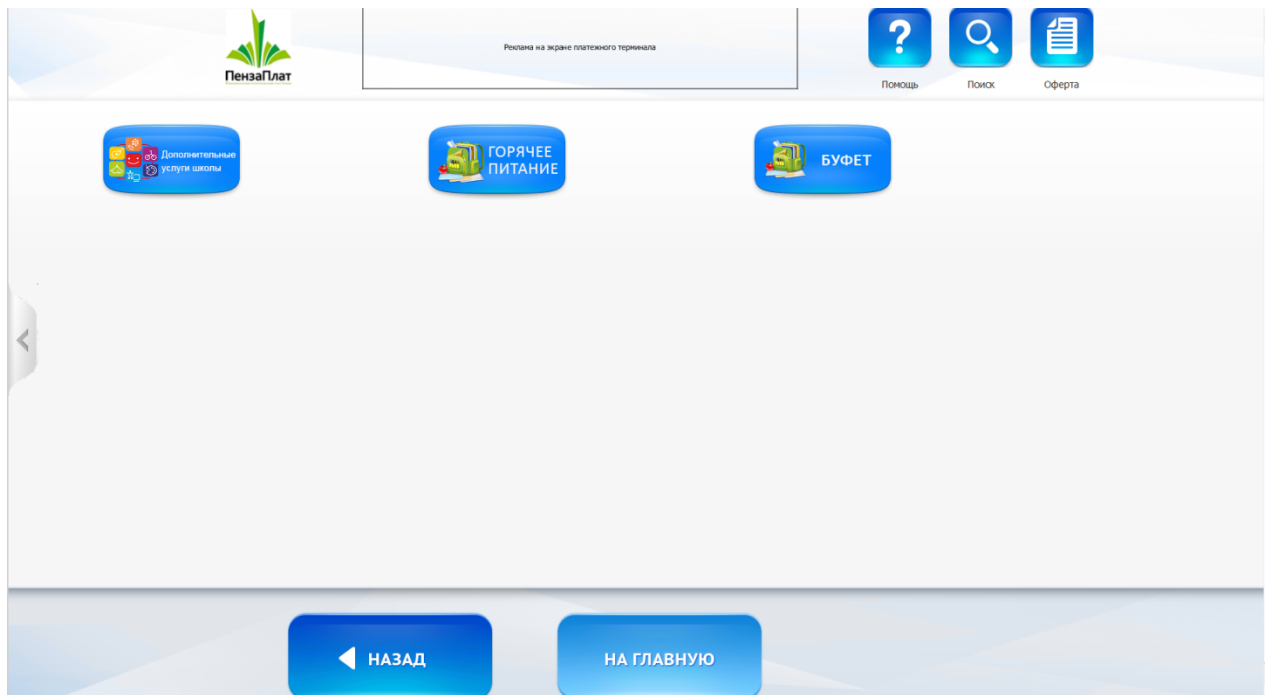 ПензаПлат
Реклама на экране платежного терминала
?
Помощь
Поиск
Оферта
Дополнительные
услуги школы
ГОРЯЧЕЕ
ПИТАНИЕ
БУФЕТ
НАЗАД
НА ГЛАВНУЮ